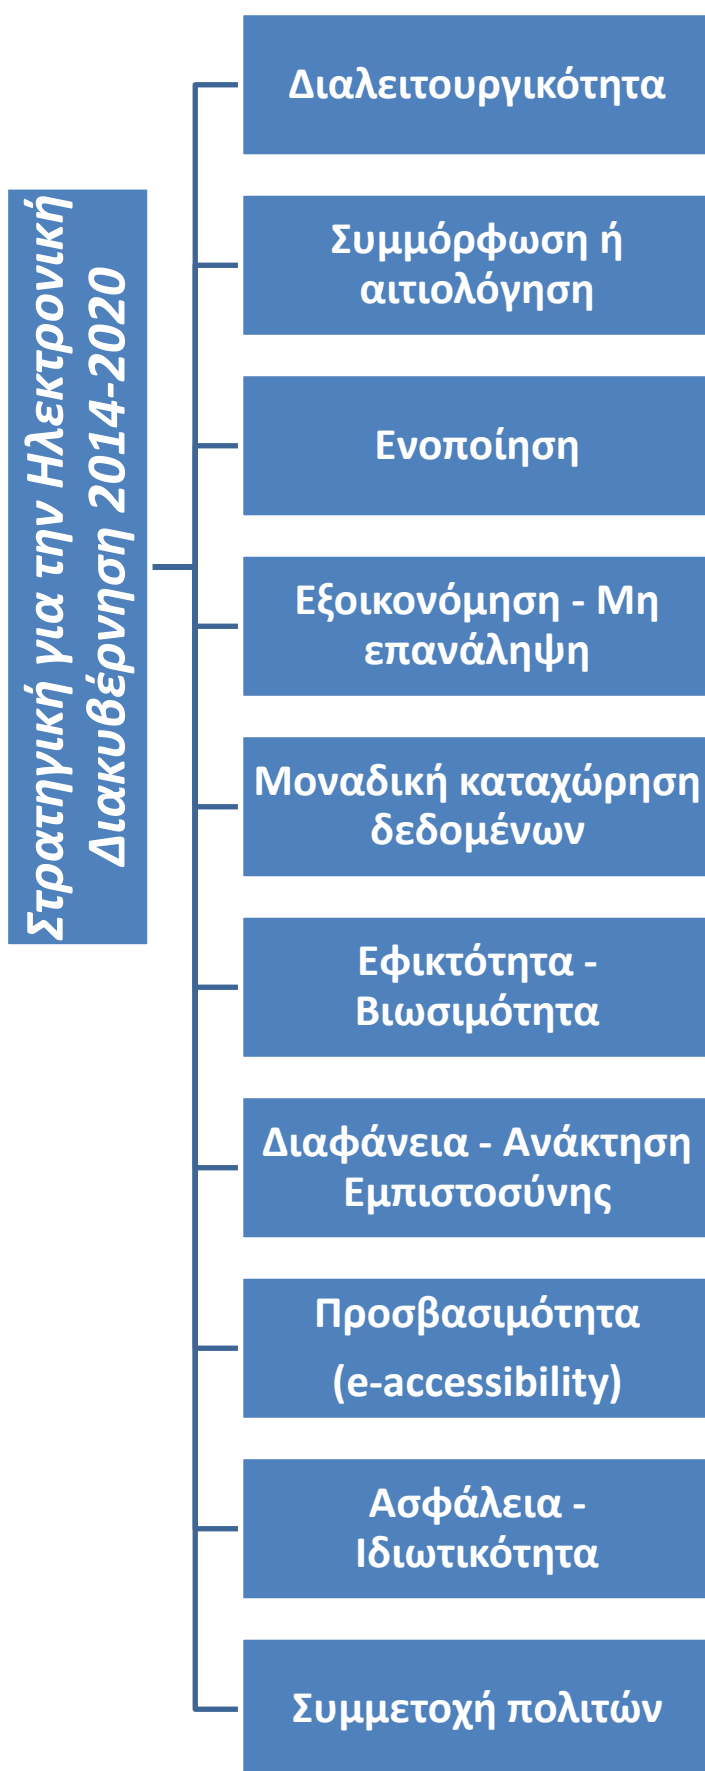 Στρατηγική για την Ηλεκτρονική
Διακυβέρνηση 2014-2020
Διαλειτουργικότητα
Συμμόρφωση ή
αιτιολόγηση
Ενοποίηση
Εξοικονόμηση - Μη
επανάληψη
Μοναδική καταχώρηση
δεδομένων
Εφικτότητα -
Βιωσιμότητα
Διαφάνεια - Ανάκτηση
Εμπιστοσύνης
Προσβασιμότητα
(e-accessibility)
Ασφάλεια -
Ιδιωτικότητα
Συμμετοχή πολιτών